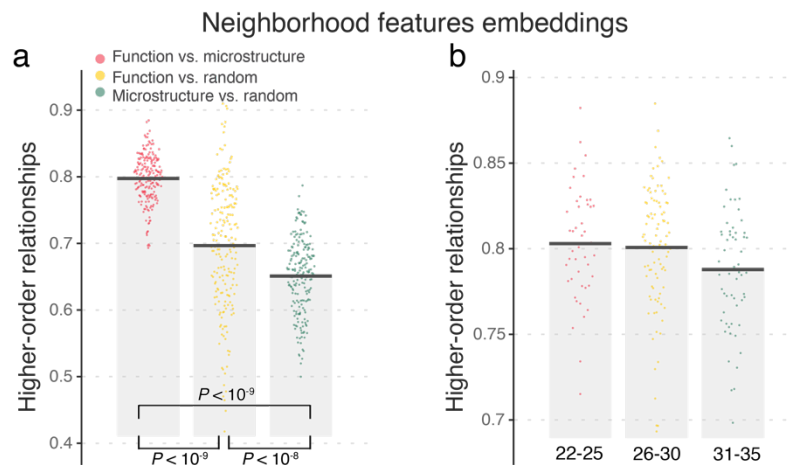 Neighborhood features embeddings
a
Function vs. microstructure
Function vs. random
Microstructure vs. random
Higher-order relationships
0.9
0.8
0.7
0.6
0.5
0.4
P < 10⁻⁹
P < 10⁻⁹
P < 10⁻⁸
b
Higher-order relationships
0.9
0.85
0.8
0.75
0.7
22-25
26-30
31-35